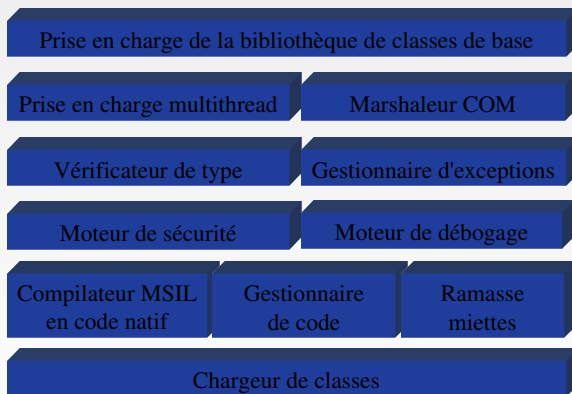 Prise en charge de la bibliothèque de classes de base
Prise en charge multithread
Marshaleur COM
Vérificateur de type
Gestionnaire d'exceptions
Moteur de sécurité
Moteur de débogage
Compilateur MSIL
en code natif
Gestionnaire
de code
Ramasse
miettes
Chargeur de classes